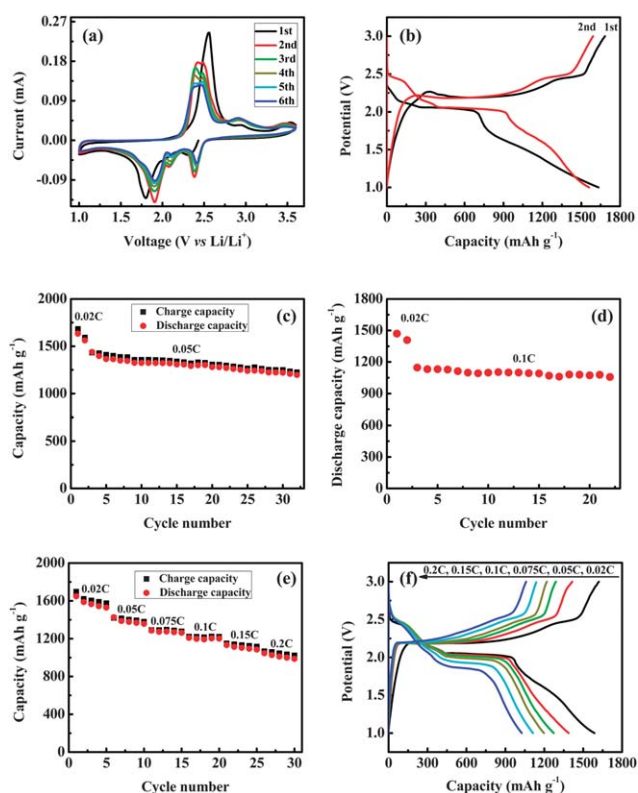 (a)
1st
2nd
3rd
4th
5th
6th
0.27
0.18
0.09
0.00
-0.09
Current (mA)
1.0 1.5 2.0 2.5 3.0 3.5
Voltage (V vs Li/Li+)
(b)
2nd 1st
3.0
2.5
2.0
1.5
1.0
Potential (V)
0 300 600 900 1200 1500 1800
Capacity (mAh g-1)
(c)
Charge capacity
Discharge capacity
0.02C
0.05C
2000
1500
1000
500
0
Capacity (mAh g-1)
0 5 10 15 20 25 30
Cycle number
(d)
0.02C
0.1C
1800
1500
1200
900
600
300
0
Discharge capacity (mAh g-1)
0 5 10 15 20
Cycle number
(e)
Charge capacity
Discharge capacity
0.02C
0.05C
0.075C
0.1C
0.15C
0.2C
2000
1600
1200
800
400
0
Capacity (mAh g-1)
0 5 10 15 20 25 30
Cycle number
(f)
0.2C, 0.15C, 0.1C, 0.075C, 0.05C, 0.02C
3.0
2.5
2.0
1.5
1.0
Potential (V)
0 300 600 900 1200 1500 1800
Capacity (mAh g-1)